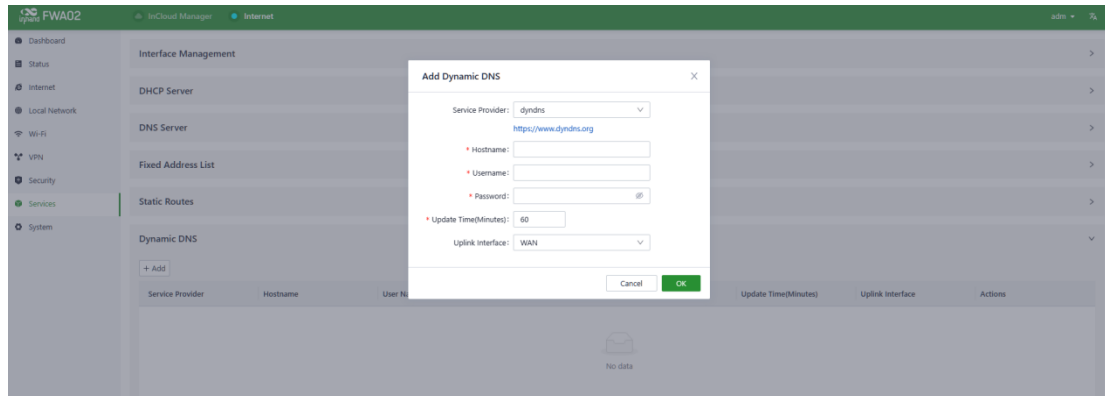 inhand FWA02 InCloud Manager Internet adm
Dashboard
Status
Internet
Local Network
Wi-Fi
VPN
Security
Services
System
Interface Management
DHCP Server
DNS Server
Fixed Address List
Static Routes
Dynamic DNS
+ Add
Service Provider Hostname User Na Update Time(Minutes) Uplink Interface Actions
No data
Add Dynamic DNS
Service Provider: dyndns
https://www.dyndns.org
* Hostname:
* Username:
* Password:
* Update Time(Minutes): 60
Uplink Interface: WAN
Cancel OK